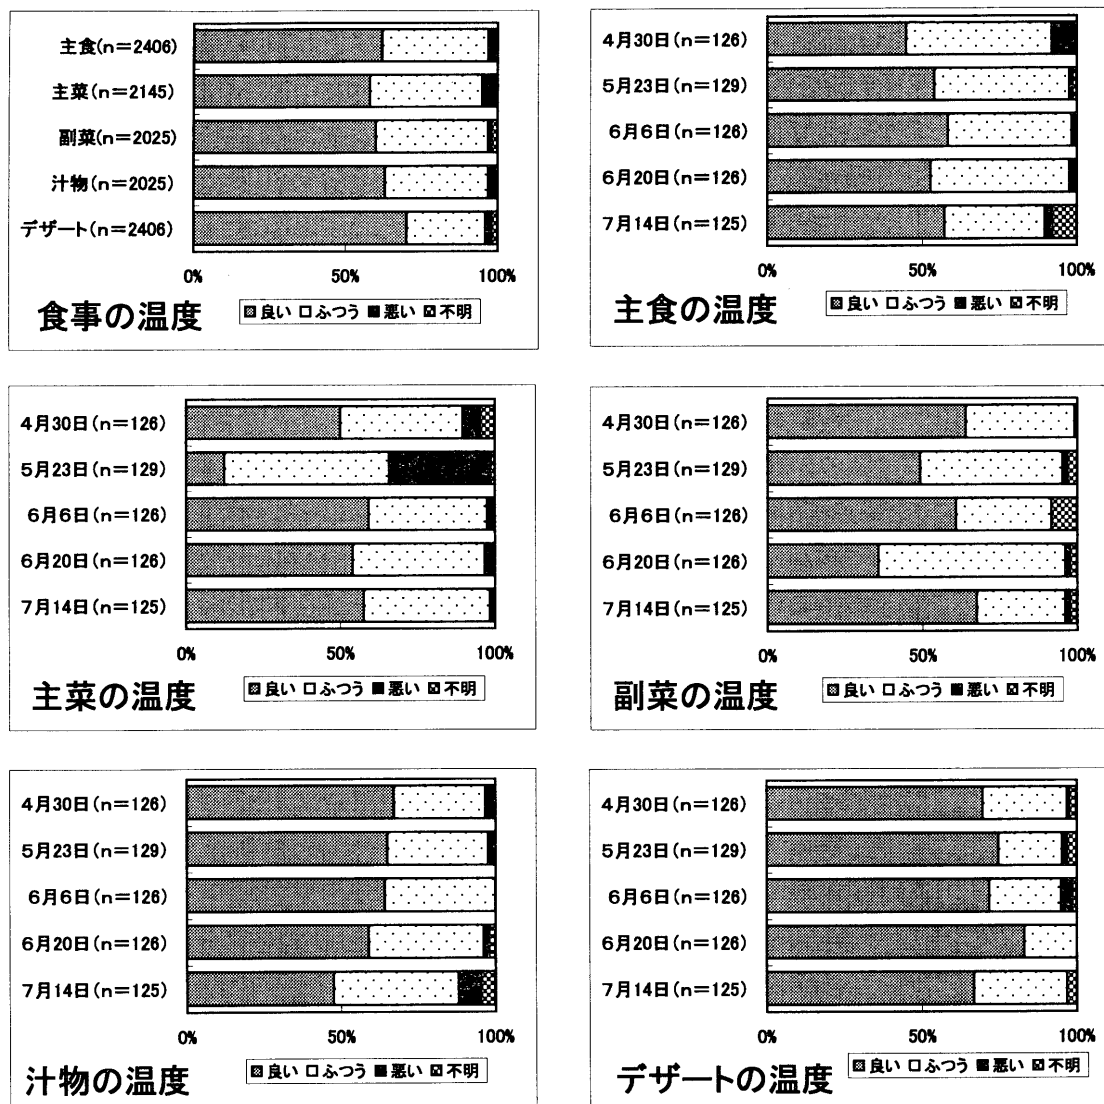 主食(n=2406)
主菜(n=2145)
副菜(n=2025)
汁物(n=2025)
デザート(n=2406)
0% 50% 100%
食事の温度
良い ふつう 悪い 不明
4月30日(n=126)
5月23日(n=129)
6月6日(n=126)
6月20日(n=126)
7月14日(n=125)
0% 50% 100%
主食の温度
良い ふつう 悪い 不明
4月30日(n=126)
5月23日(n=129)
6月6日(n=126)
6月20日(n=126)
7月14日(n=125)
0% 50% 100%
主菜の温度
良い ふつう 悪い 不明
4月30日(n=126)
5月23日(n=129)
6月6日(n=126)
6月20日(n=126)
7月14日(n=125)
0% 50% 100%
副菜の温度
良い ふつう 悪い 不明
4月30日(n=126)
5月23日(n=129)
6月6日(n=126)
6月20日(n=126)
7月14日(n=125)
0% 50% 100%
汁物の温度
良い ふつう 悪い 不明
4月30日(n=126)
5月23日(n=129)
6月6日(n=126)
6月20日(n=126)
7月14日(n=125)
0% 50% 100%
デザートの温度
良い ふつう 悪い 不明